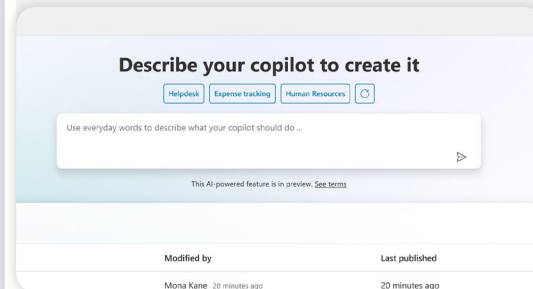 Describe your copilot to create it
Helpdesk Expense tracking Human Resources
Use everyday words to describe what your copilot should do ...
This AI-powered feature is in preview. See terms
Modified by Last published
Mona Kane 20 minutes ago 20 minutes ago